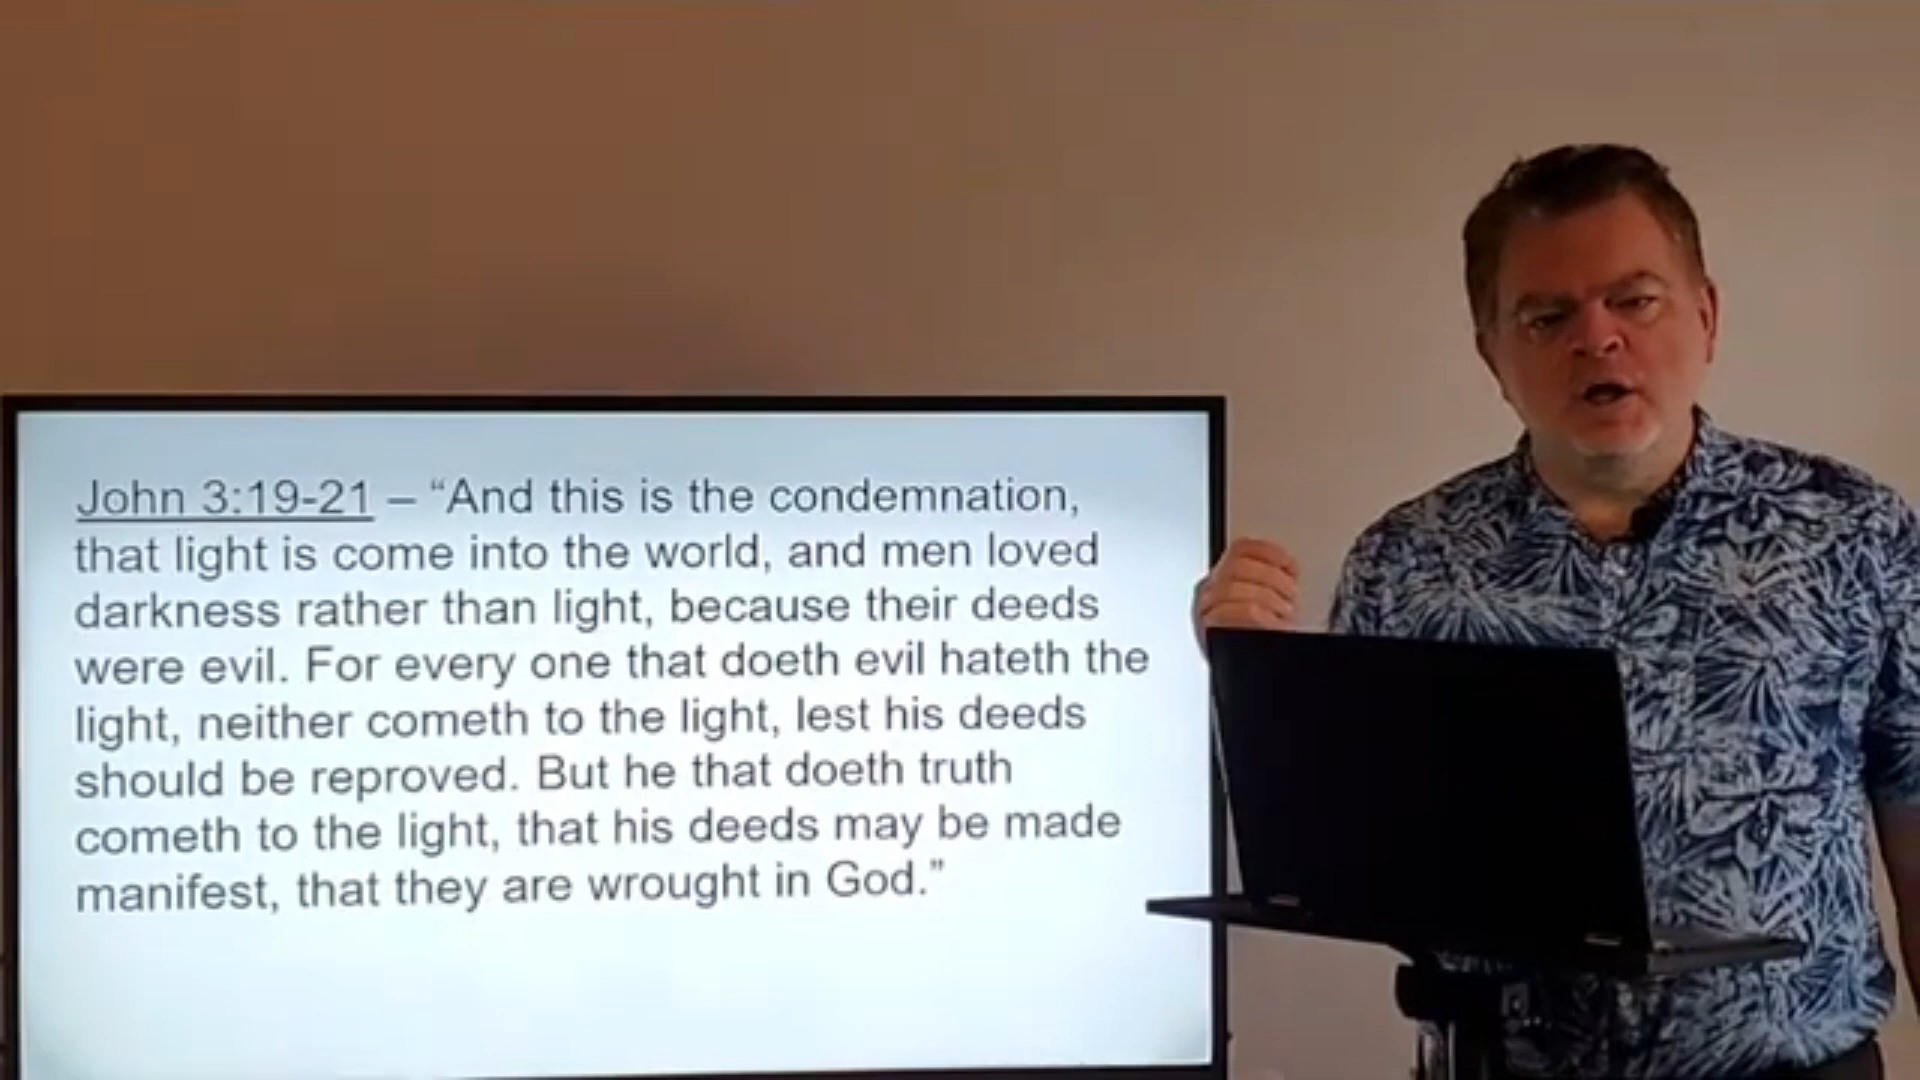 John 3:19-21 – “And this is the condemnation,
that light is come into the world, and men loved
darkness rather than light, because their deeds
were evil. For every one that doeth evil hateth the
light, neither cometh to the light, lest his deeds
should be reproved. But he that doeth truth
cometh to the light, that his deeds may be made
manifest, that they are wrought in God.”